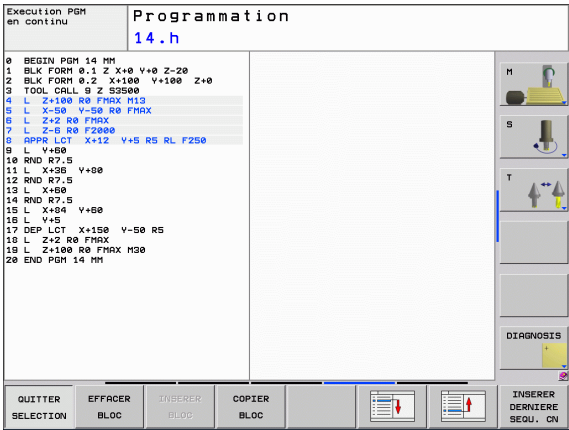 Execution PGM
en continu
Programmation
14.h
0 BEGIN PGM 14 MM
1 BLK FORM 0.1 Z X+0 Y+0 Z-20
2 BLK FORM 0.2 X+100 Y+100 Z+0
3 TOOL CALL 9 Z S3500
4 L Z+100 R0 FMAX M13
5 L X-50 Y-50 R0 FMAX
6 L Z+2 R0 FMAX
7 L Z-6 R0 F2000
8 APPR LCT X+12 Y+5 R5 RL F250
9 L Y+60
10 RND R7.5
11 L X+36 Y+80
12 RND R7.5
13 L X+60
14 RND R7.5
15 L X+84 Y+60
16 L Y+5
17 DEP LCT X+150 Y-50 R5
18 L Z+2 R0 FMAX
19 L Z+100 R0 FMAX M30
20 END PGM 14 MM
M
S
T
DIAGNOSIS
QUITTER
SELECTION
EFFACER
BLOC
INSERER
BLOC
COPIER
BLOC
INSERER
DERNIERE
SEQU. CN